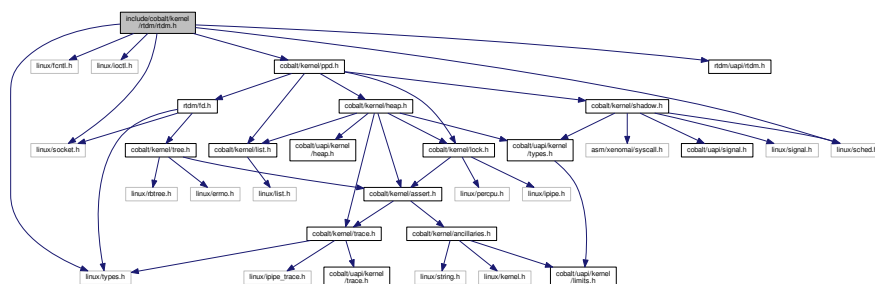 include/cobalt/kernel
/rtdm/rtdm.h
linux/fcntl.h
linux/ioctl.h
cobalt/kernel/ppd.h
rtdm/uapi/rtdm.h
rtdm/fd.h
cobalt/kernel/heap.h
cobalt/kernel/shadow.h
linux/socket.h
cobalt/kernel/tree.h
cobalt/kernel/list.h
cobalt/uapi/kernel
/heap.h
cobalt/kernel/lock.h
cobalt/uapi/kernel
/types.h
asm/xenomai/syscall.h
cobalt/uapi/signal.h
linux/signal.h
linux/sched.h
linux/rbtree.h
linux/errno.h
linux/list.h
cobalt/kernel/assert.h
linux/percpu.h
linux/ipipe.h
cobalt/kernel/trace.h
cobalt/kernel/ancillaries.h
linux/types.h
linux/ipipe_trace.h
cobalt/uapi/kernel
/trace.h
linux/string.h
linux/kernel.h
cobalt/uapi/kernel
/limits.h